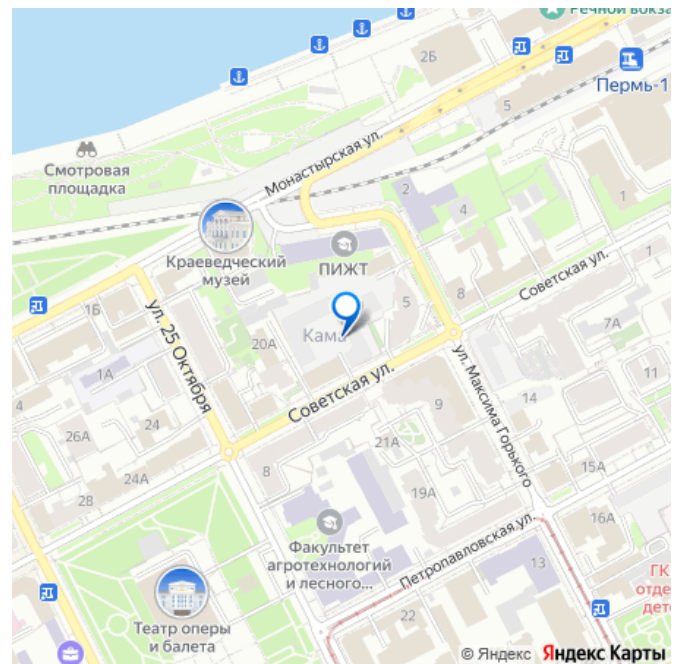 Речной вокза
2Б
Пермь-1
5
Смотровая
площадка
Монастырская ул.
2
4
1
Краеведческий
музей
ПИЖТ
Советская ул.
1
1Б
ул. 25 Октября
5
8
20А
Кама
7А
1А
Советская ул.
ул. Максима Горького
11
4
26А
9
14
24А
8
21А
28
19А
15А
16А
Факультет
агротехнологий
и лесного...
Петропавловская ул.
13
ГК
отде
дет
Театр оперы
и балета
22
© Яндекс Яндекс Карты